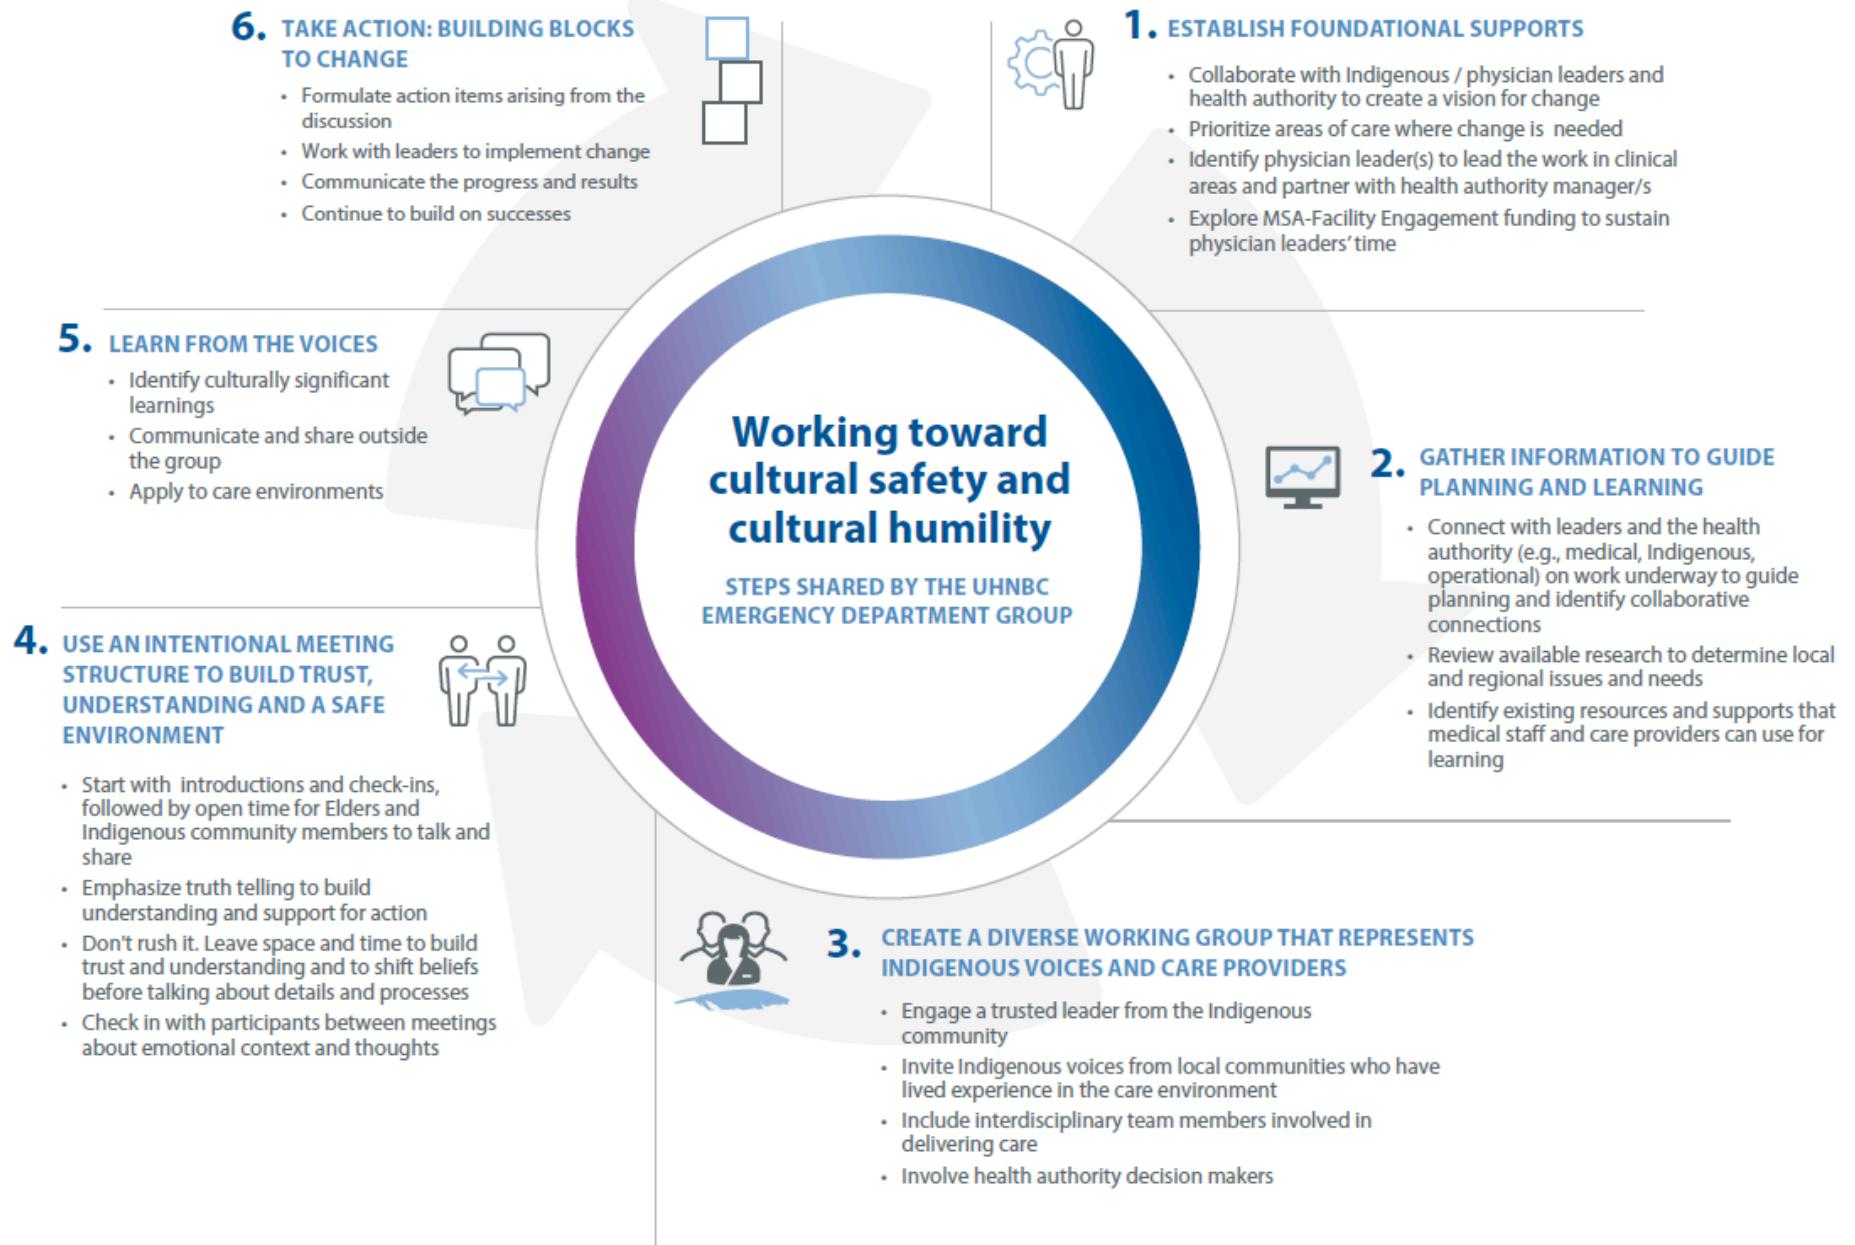 Working toward
cultural safety and
cultural humility
STEPS SHARED BY THE UHNBC
EMERGENCY DEPARTMENT GROUP
1. ESTABLISH FOUNDATIONAL SUPPORTS
• Collaborate with Indigenous / physician leaders and
health authority to create a vision for change
• Prioritize areas of care where change is needed
• Identify physician leader(s) to lead the work in clinical
areas and partner with health authority manager/s
• Explore MSA-Facility Engagement funding to sustain
physician leaders' time
2. GATHER INFORMATION TO GUIDE
PLANNING AND LEARNING
• Connect with leaders and the health
authority (e.g., medical, Indigenous,
operational) on work underway to guide
planning and identify collaborative
connections
• Review available research to determine local
and regional issues and needs
• Identify existing resources and supports that
medical staff and care providers can use for
learning
3. CREATE A DIVERSE WORKING GROUP THAT REPRESENTS
INDIGENOUS VOICES AND CARE PROVIDERS
• Engage a trusted leader from the Indigenous
community
• Invite Indigenous voices from local communities who have
lived experience in the care environment
• Include interdisciplinary team members involved in
delivering care
• Involve health authority decision makers
4. USE AN INTENTIONAL MEETING
STRUCTURE TO BUILD TRUST,
UNDERSTANDING AND A SAFE
ENVIRONMENT
• Start with introductions and check-ins,
followed by open time for Elders and
Indigenous community members to talk and
share
• Emphasize truth telling to build
understanding and support for action
• Don't rush it. Leave space and time to build
trust and understanding and to shift beliefs
before talking about details and processes
• Check in with participants between meetings
about emotional context and thoughts
5. LEARN FROM THE VOICES
• Identify culturally significant
learnings
• Communicate and share outside
the group
• Apply to care environments
6. TAKE ACTION: BUILDING BLOCKS
TO CHANGE
• Formulate action items arising from the
discussion
• Work with leaders to implement change
• Communicate the progress and results
• Continue to build on successes